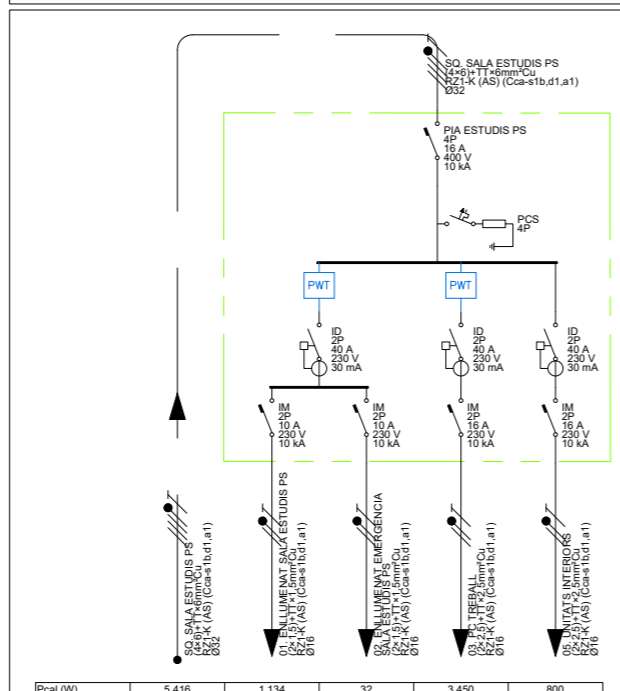 SQ. SALA ESTUDIS PS
(4×6)+TT×6mm²Cu
RZ1-K (AS) (Cca-s1b,d1,a1)
Ø32
PIA ESTUDIS PS
4P
16 A
400 V
10 kA
PCS
4P
PWT
PWT
ID
2P
40 A
230 V
30 mA
ID
2P
40 A
230 V
30 mA
ID
2P
40 A
230 V
30 mA
IM
2P
10 A
230 V
10 kA
IM
2P
10 A
230 V
10 kA
IM
2P
16 A
230 V
10 kA
IM
2P
16 A
230 V
10 kA
SQ. SALA ESTUDIS PS
(4×6)+TT×6mm²Cu
RZ1-K (AS) (Cca-s1b,d1,a1)
Ø32
01. ENLLUMENAT SALA ESTUDIS PS
(2×1,5)+TT×1,5mm²Cu
RZ1-K (AS) (Cca-s1b,d1,a1)
Ø16
02. ENLLUMENAT EMERGÈNCIA
SALA ESTUDIS PS
(2×1,5)+TT×1,5mm²Cu
RZ1-K (AS) (Cca-s1b,d1,a1)
Ø16
03. PC TREBALL
(2×2,5)+TT×2,5mm²Cu
RZ1-K (AS) (Cca-s1b,d1,a1)
Ø16
05. UNITATS INTERIORS
(2×2,5)+TT×2,5mm²Cu
RZ1-K (AS) (Cca-s1b,d1,a1)
Ø16
Pcal (W) 5.416 1.134 32 3.450 800